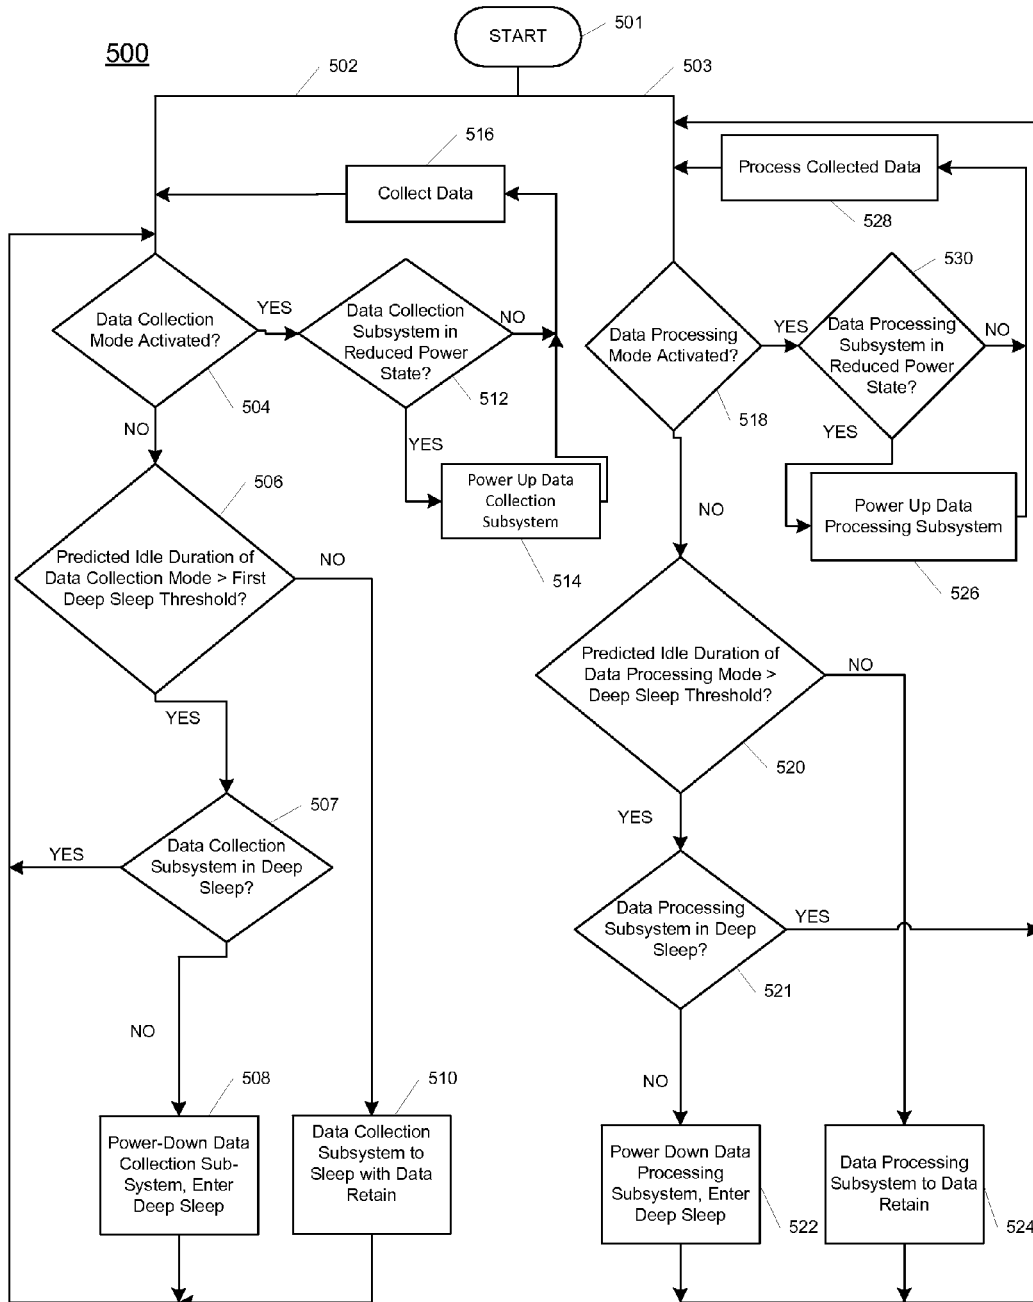 START
501
500
502
503
516
Collect Data
Process Collected Data
528
530
Data Collection
Mode Activated?
YES
504
NO
Data Collection
Subsystem in
Reduced Power
State?
NO
512
YES
Power Up Data
Collection
Subsystem
514
Data Processing
Mode Activated?
YES
518
NO
Data Processing
Subsystem in
Reduced Power
State?
NO
YES
Power Up Data
Processing Subsystem
526
506
Predicted Idle Duration of
Data Collection Mode > First
Deep Sleep Threshold?
NO
YES
507
Data Collection
Subsystem in Deep
Sleep?
YES
NO
508
Power-Down Data
Collection Sub-
System, Enter
Deep Sleep
510
Data Collection
Subsystem to
Sleep with Data
Retain
Predicted Idle Duration of
Data Processing Mode >
Deep Sleep Threshold?
NO
520
YES
Data Processing
Subsystem in Deep
Sleep?
YES
521
NO
Power Down Data
Processing
Subsystem, Enter
Deep Sleep
522
Data Processing
Subsystem to Data
Retain
524